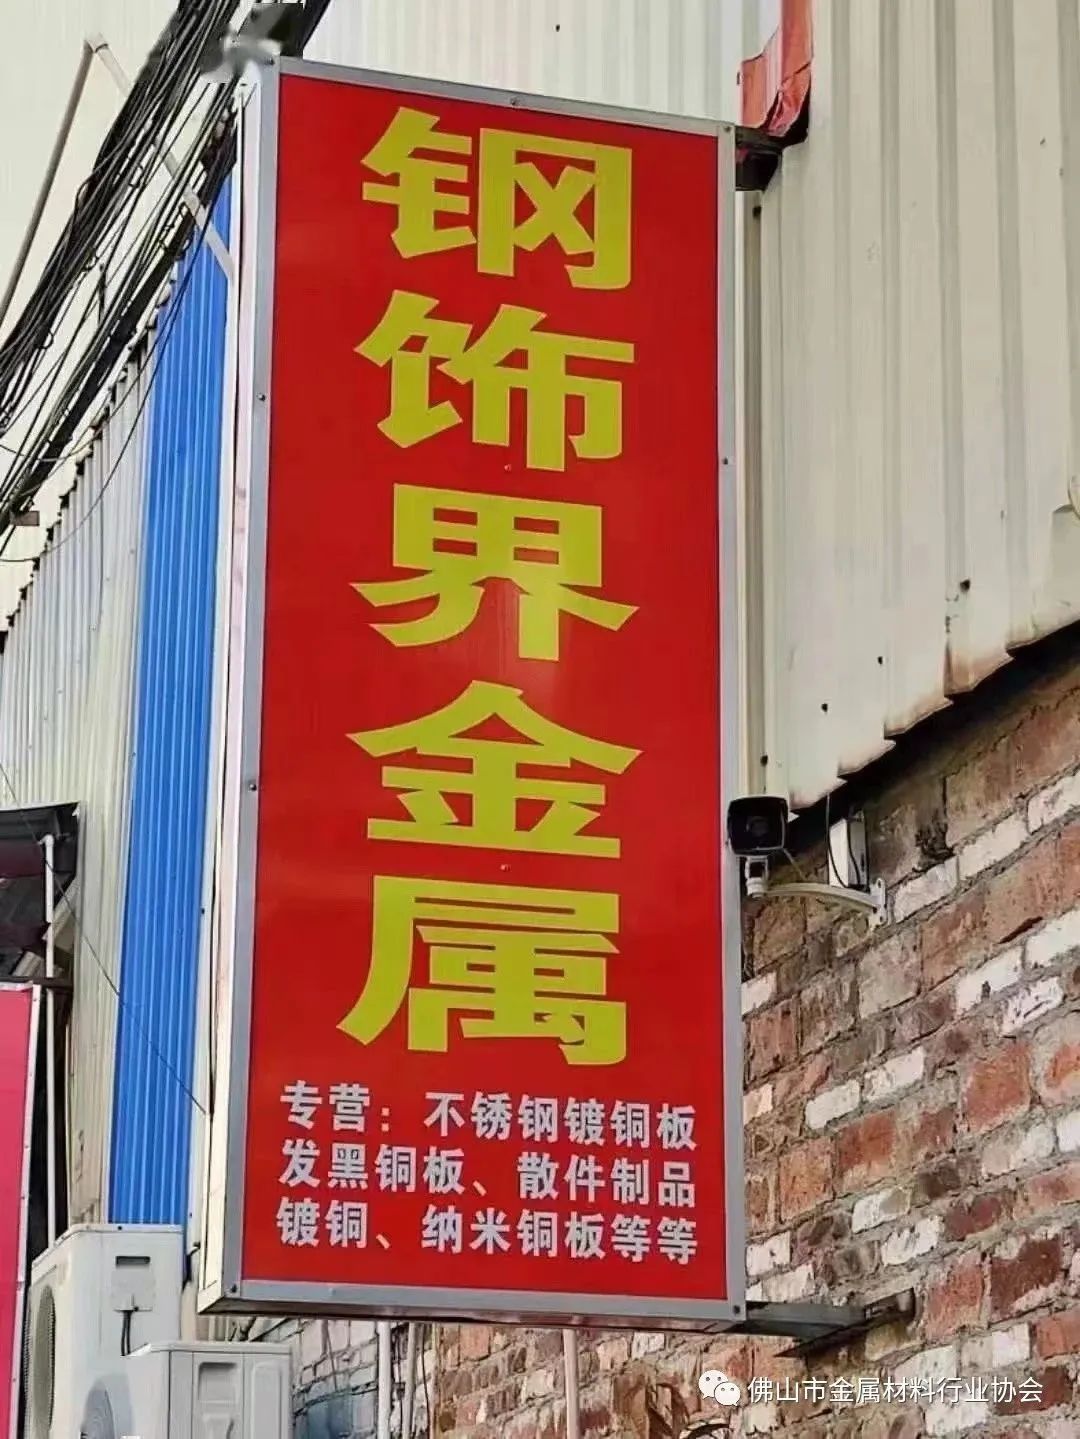 钢饰界金属
专营：不锈钢镀铜板
发黑铜板、散件制品
镀铜、纳米铜板等等
佛山市金属材料行业协会